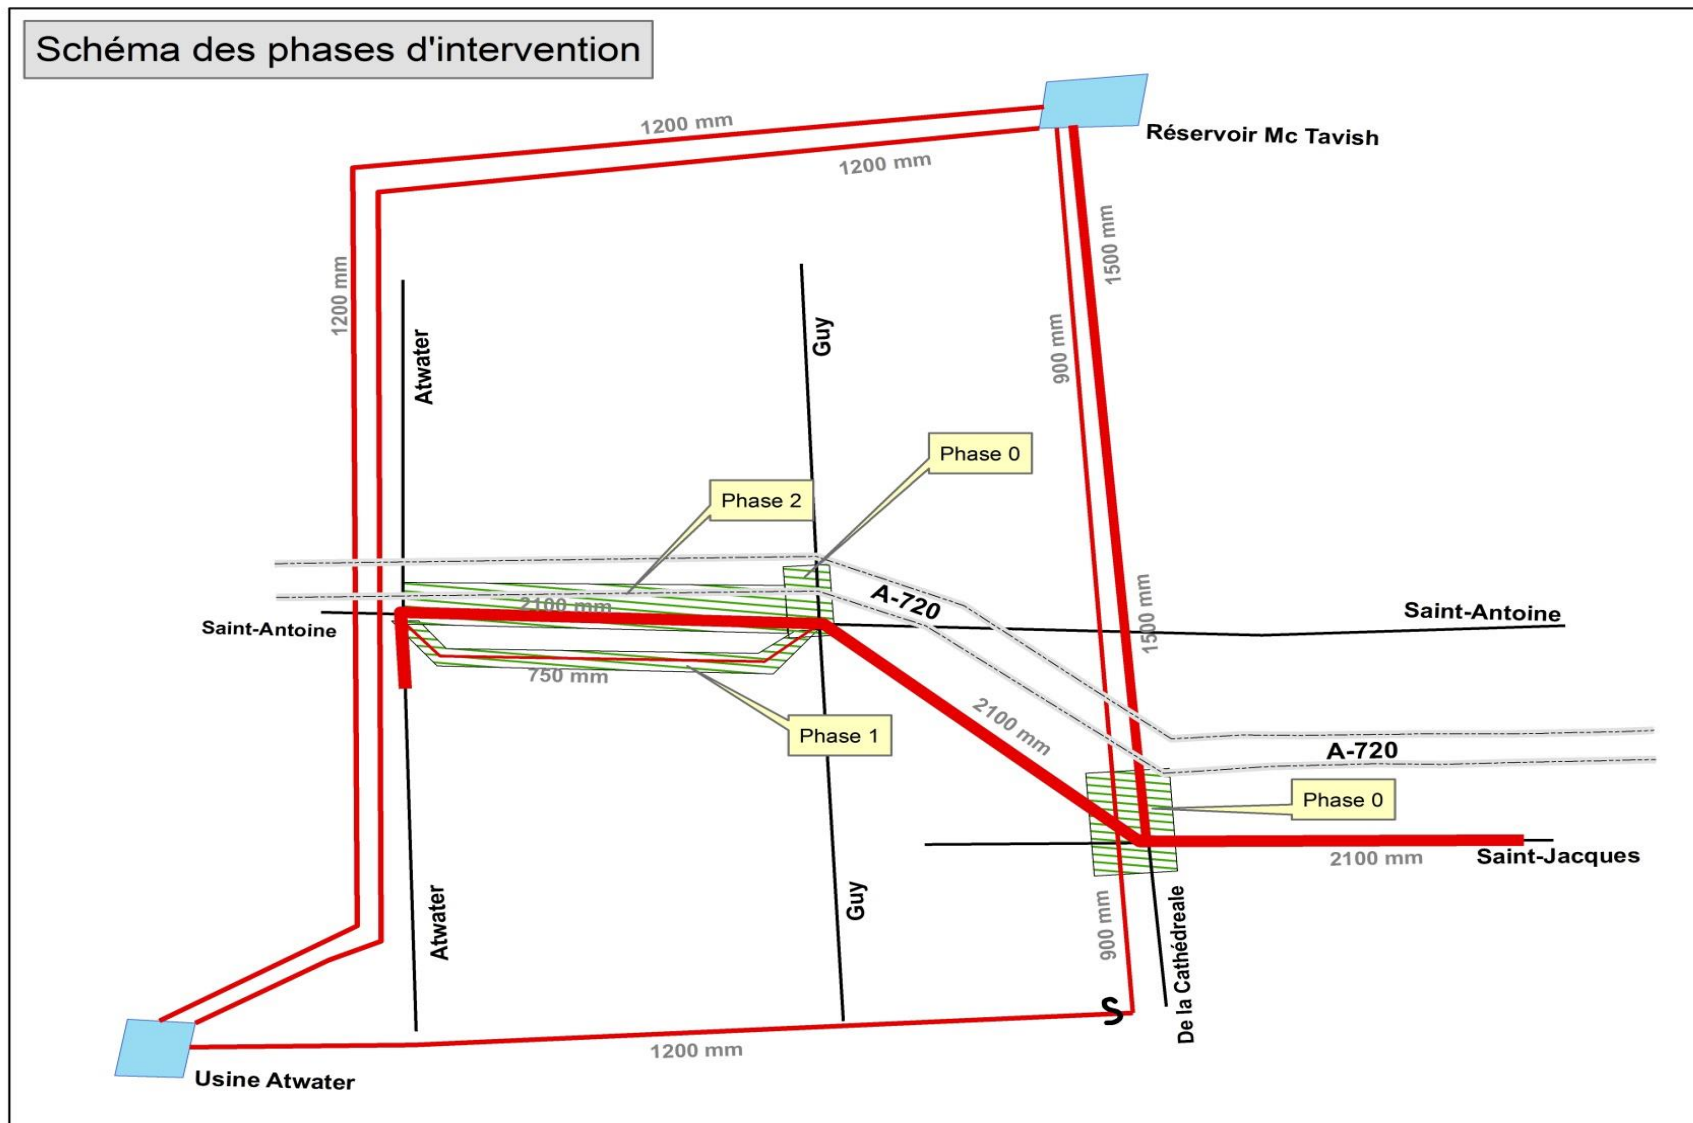 Schéma des phases d'intervention
1200 mm
Réservoir Mc Tavish
1200 mm
1500 mm
1200 mm
900 mm
Guy
Atwater
Phase 0
Phase 2
A-720
2100 mm
Saint-Antoine
Saint-Antoine
1500 mm
750 mm
2100 mm
Phase 1
A-720
Phase 0
2100 mm
Saint-Jacques
Guy
Atwater
900 mm
De la Cathédreale
S
1200 mm
Usine Atwater